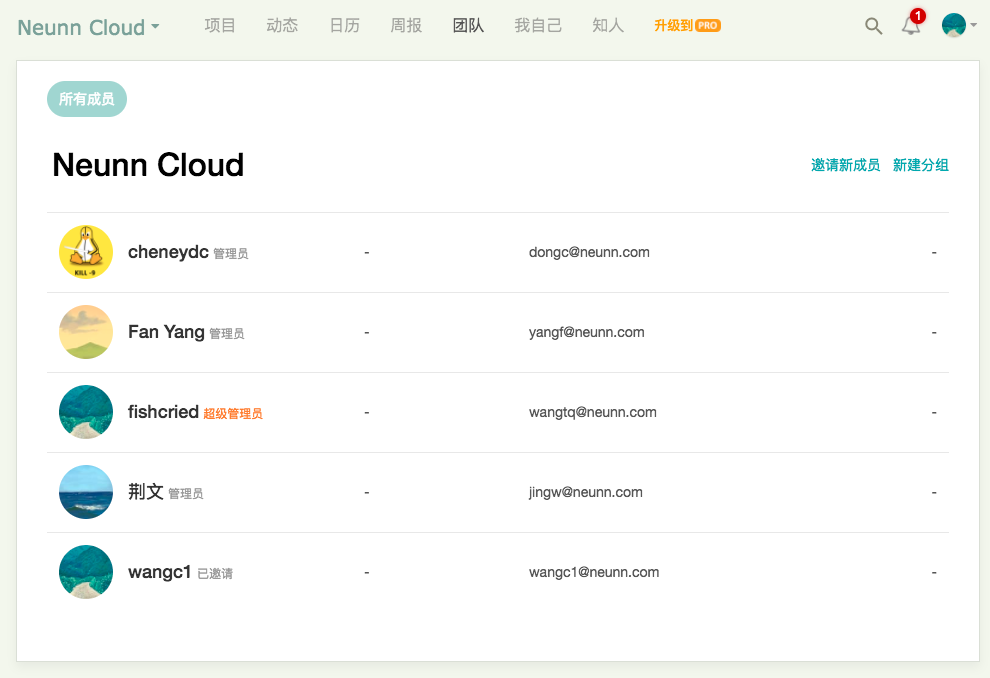 Neunn Cloud 项目 动态 日历 周报 团队 我自己 知人 升级到 PRO 1
所有成员
Neunn Cloud 邀请新成员 新建分组
KILL -9
cheneydc 管理员 - dongc@neunn.com -
Fan Yang 管理员 - yangf@neunn.com -
fishcried 超级管理员 - wangtq@neunn.com -
荆文 管理员 - jingw@neunn.com -
wangc1 已邀请 - wangc1@neunn.com -